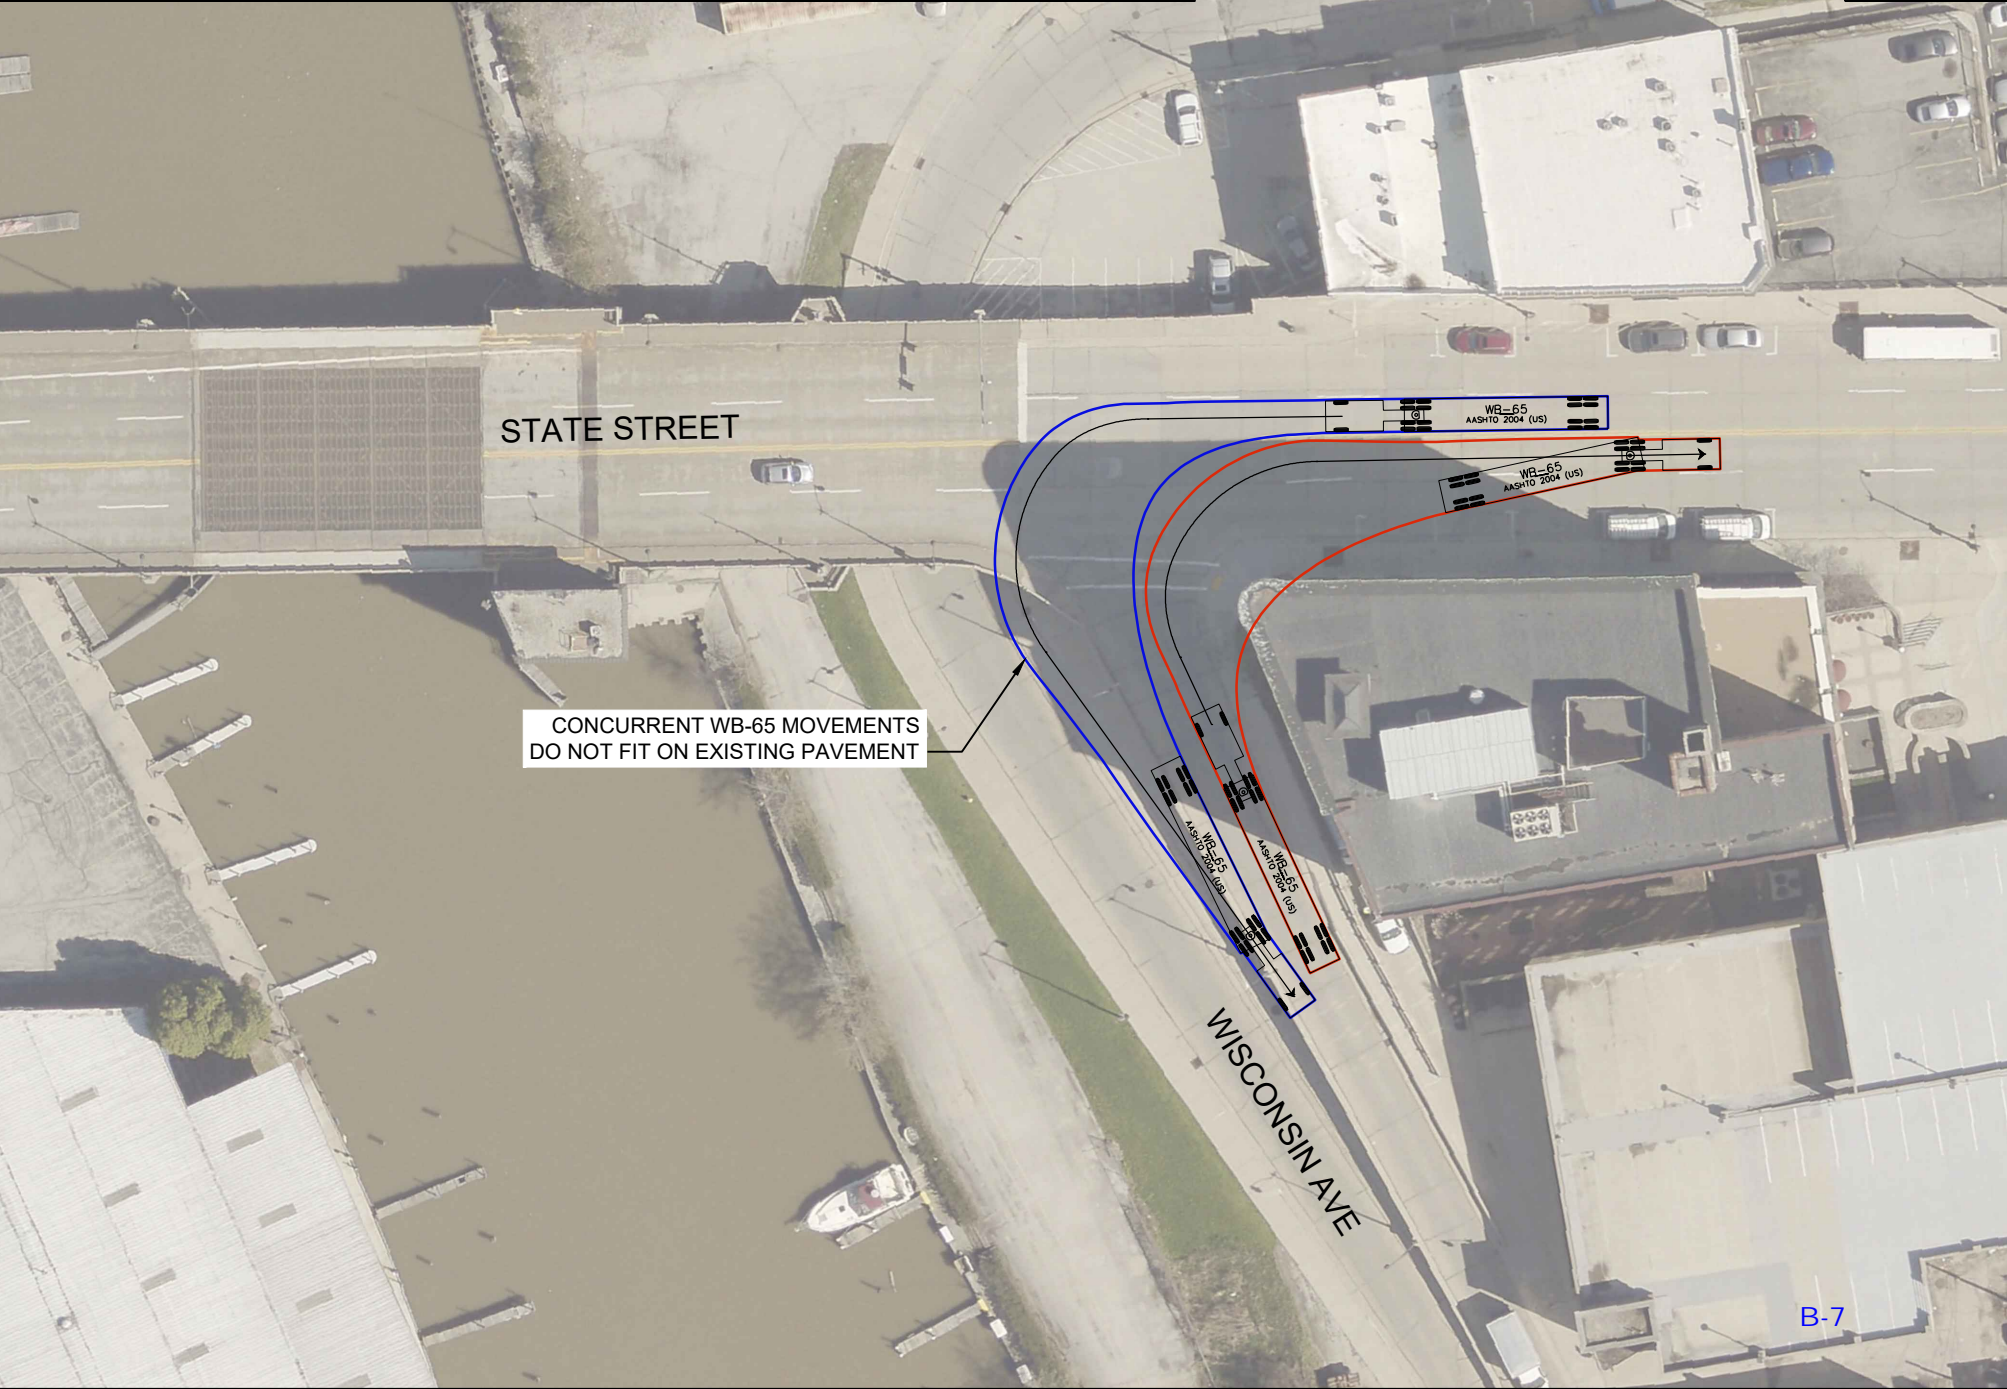 STATE STREET
WB-65
AASHTO 2004 (US)
WB-65
AASHTO 2004 (US)
CONCURRENT WB-65 MOVEMENTS
DO NOT FIT ON EXISTING PAVEMENT
WB-65
AASHTO 2004 (US)
WB-65
AASHTO 2004 (US)
WISCONSIN AVE
B-7